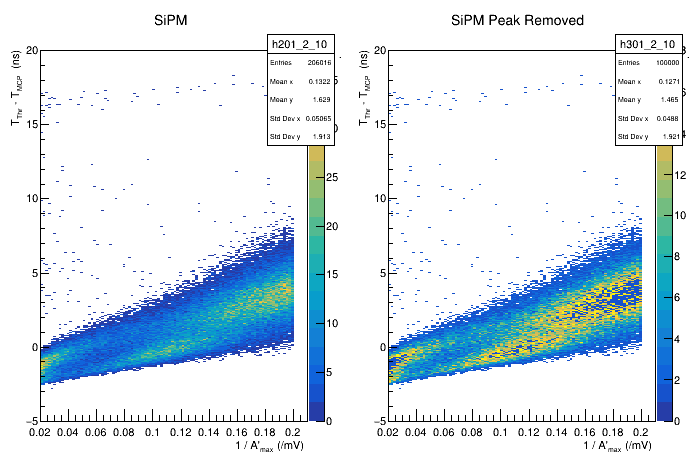 SiPM
SiPM Peak Removed
T_Thr - T_MCP (ns)
h201_2_10
Entries 206016
Mean x 0.1322
Mean y 1.629
Std Dev x 0.05065
Std Dev y 1.913
20
15
10
5
0
−5
0.02 0.04 0.06 0.08 0.1 0.12 0.14 0.16 0.18 0.2
1 / A'_max (/mV)
25
20
15
10
5
0
T_Thr - T_MCP (ns)
h301_2_10
Entries 100000
Mean x 0.1271
Mean y 1.465
Std Dev x 0.0488
Std Dev y 1.921
20
15
10
5
0
−5
0.02 0.04 0.06 0.08 0.1 0.12 0.14 0.16 0.18 0.2
1 / A'_max (/mV)
12
10
8
6
4
2
0